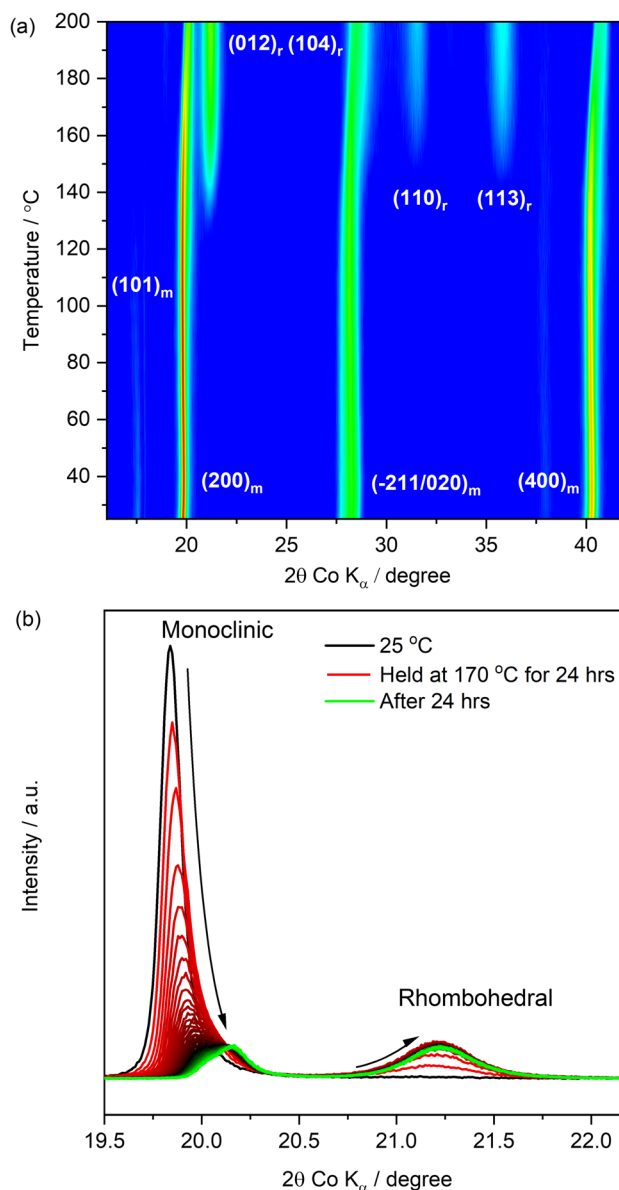 (a)
200
180
160
140
120
100
80
60
40
Temperature / °C
(012)r (104)r
(110)r
(113)r
(101)m
(200)m
(-211/020)m
(400)m
20
25
30
35
40
2θ Co Kα / degree
(b)
Monoclinic
25 °C
Held at 170 °C for 24 hrs
After 24 hrs
Intensity / a.u.
Rhombohedral
19.5
20.0
20.5
21.0
21.5
22.0
2θ Co Kα / degree